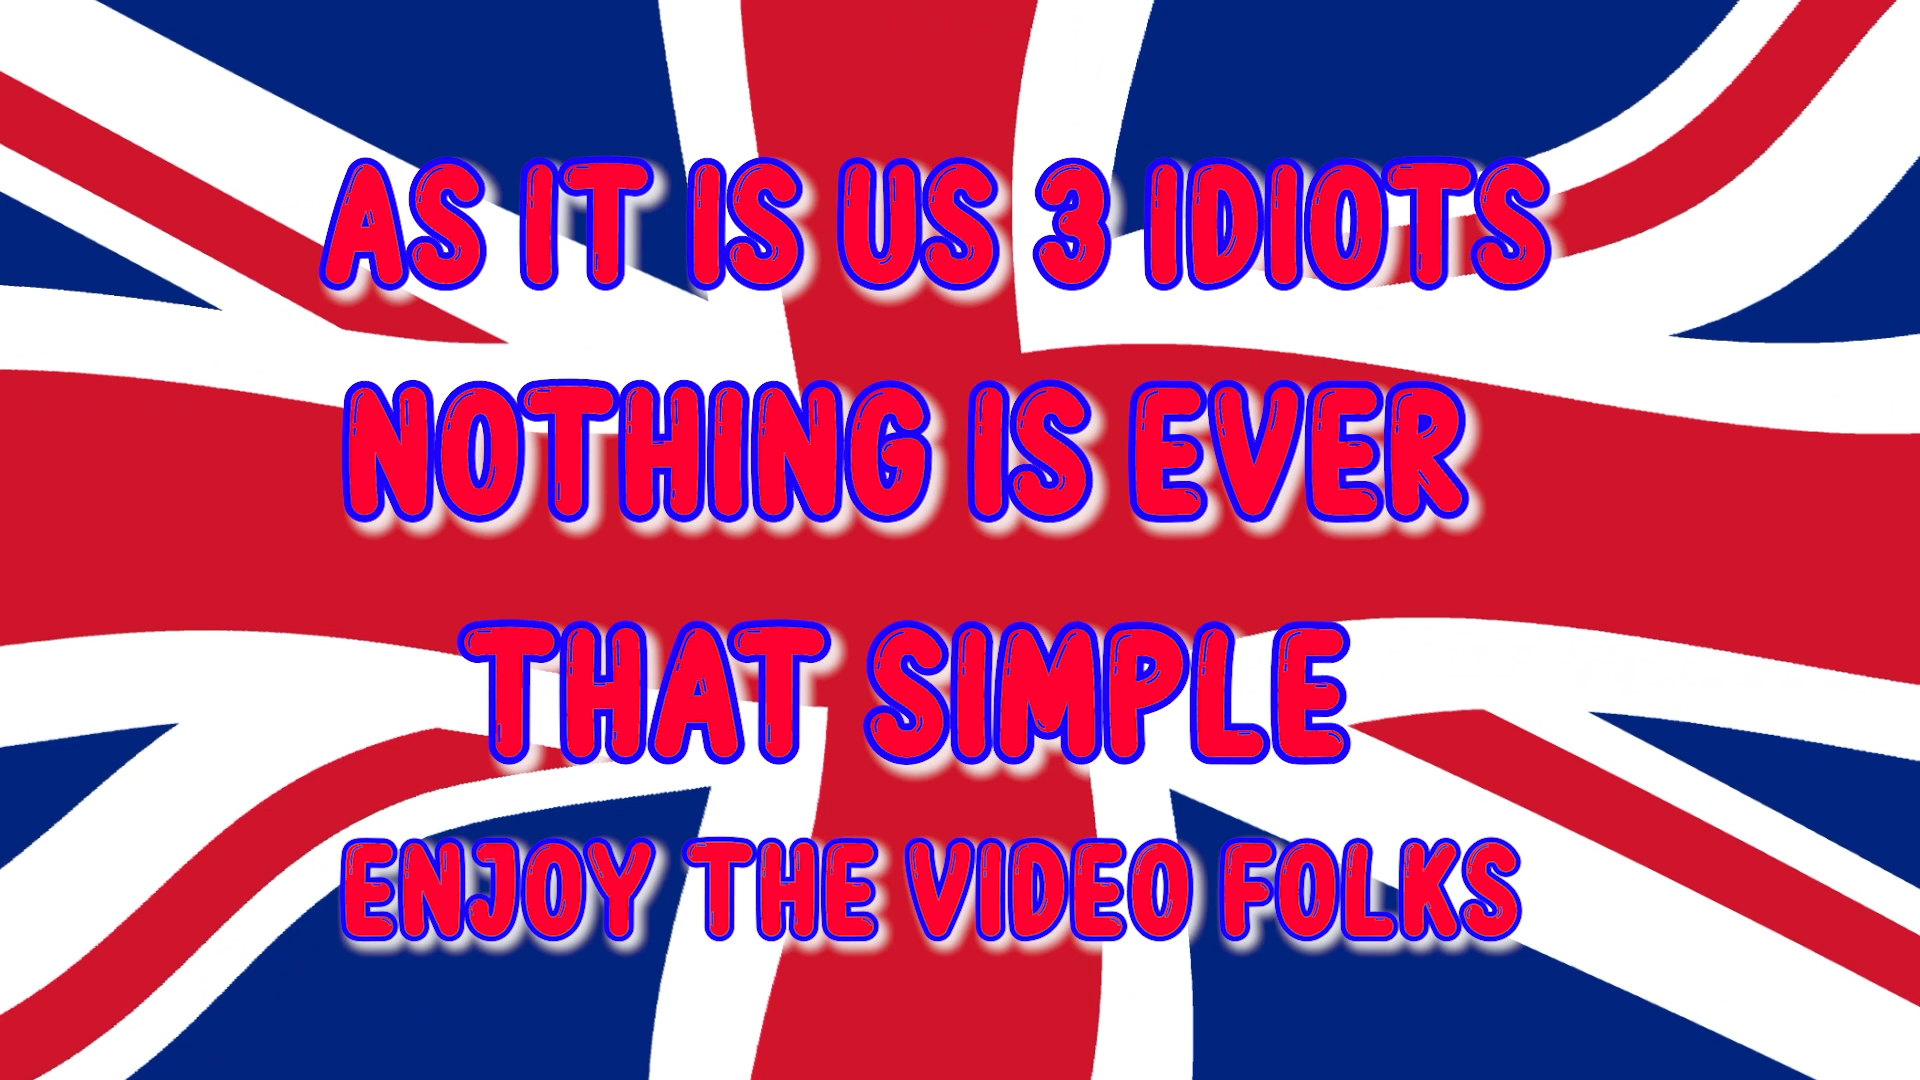 AS IT IS US 3 IDIOTS
NOTHING IS EVER
THAT SIMPLE
ENJOY THE VIDEO FOLKS